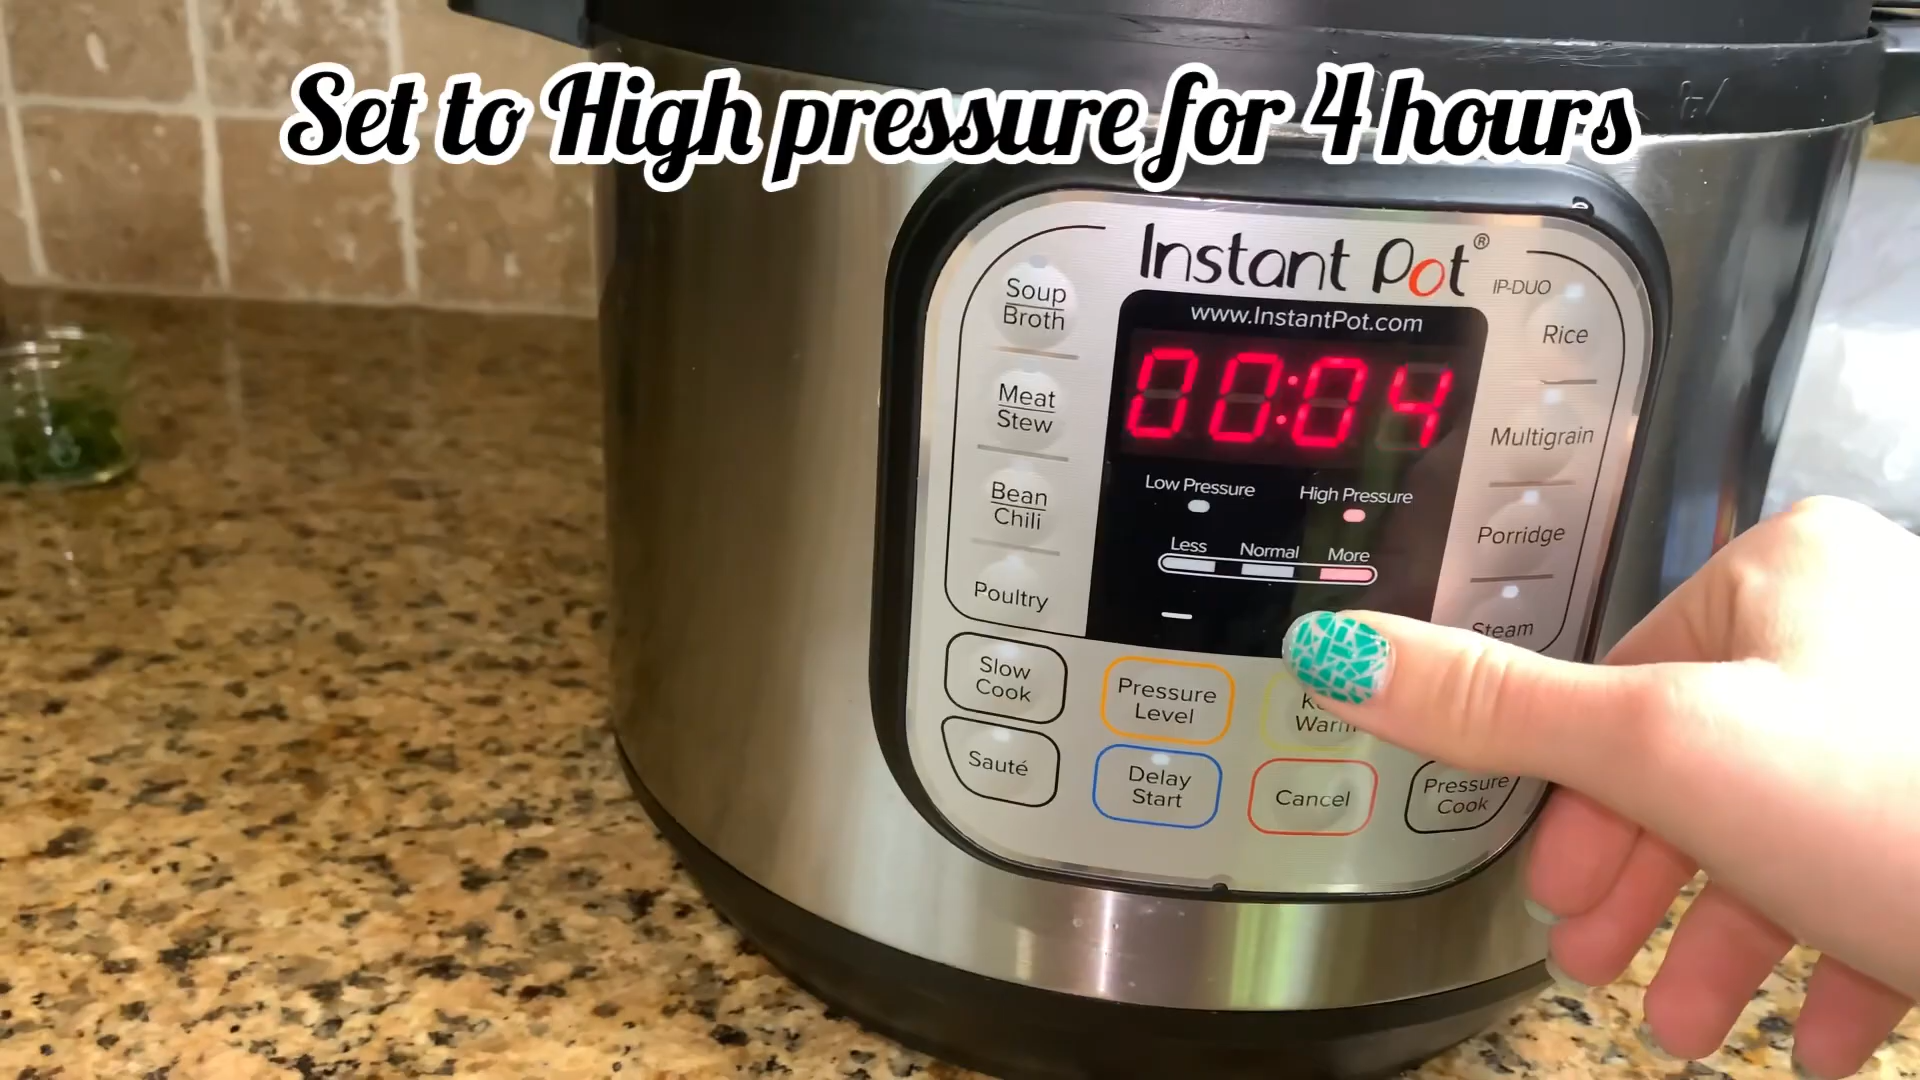 Set to High pressure for 4 hours
Instant Pot®
IP-DUO
www.InstantPot.com
00:04
Low Pressure
High Pressure
Less
Normal
More
Soup
Broth
Meat
Stew
Bean
Chili
Poultry
Rice
Multigrain
Porridge
Steam
Slow
Cook
Pressure
Level
Warm
Sauté
Delay
Start
Cancel
Pressure
Cook